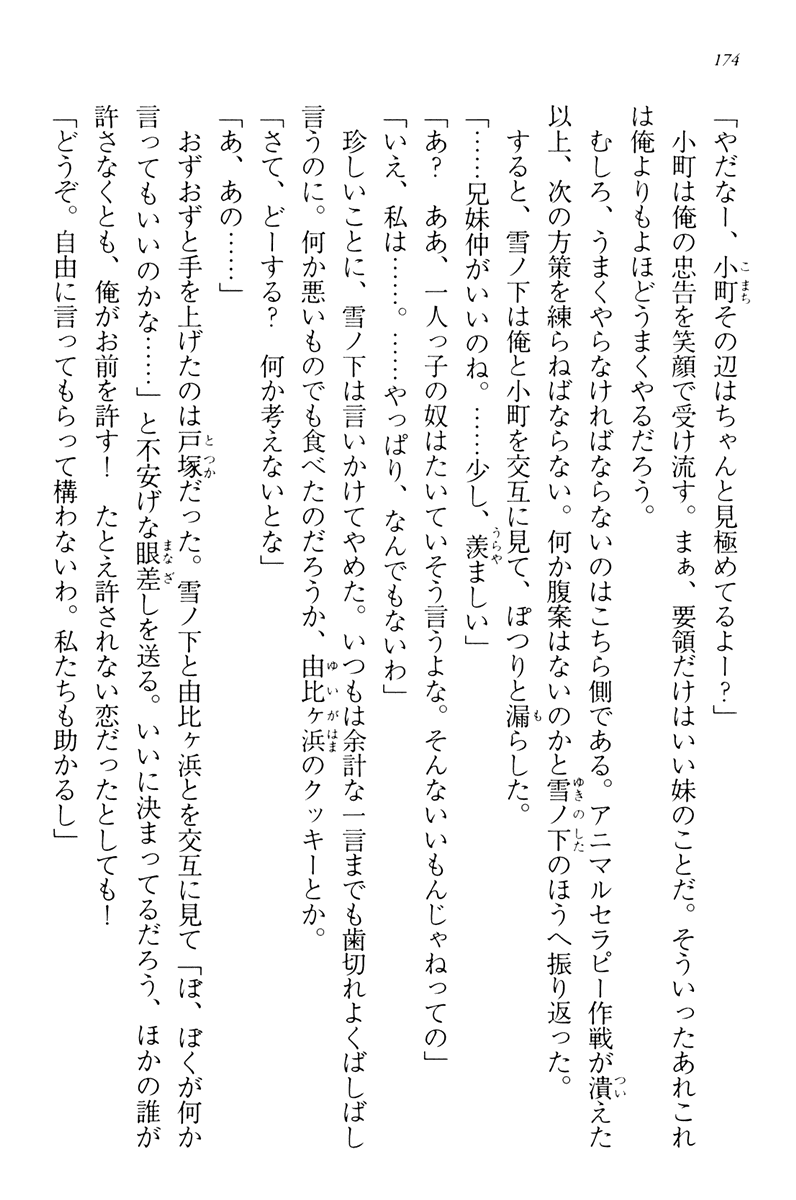 174
「やだなー、小町その辺はちゃんと見極めてるよー?」
　小町は俺の忠告を笑顔で受け流す。まぁ、要領だけはいい妹のことだ。そういったあれこれ
は俺よりもよほどうまくやるだろう。
　むしろ、うまくやらなければならないのはこちら側である。アニマルセラピー作戦が潰えた
以上、次の方策を練らねばならない。何か腹案はないのかと雪ノ下のほうへ振り返った。
　すると、雪ノ下は俺と小町を交互に見て、ぽつりと漏らした。
「……兄妹仲がいいのね。……少し、羨ましい」
「あ?　ああ、一人っ子の奴はたいていそう言うよな。そんないいもんじゃねっての」
「いえ、私は……。……やっぱり、なんでもないわ」
　珍しいことに、雪ノ下は言いかけてやめた。いつもは余計な一言までも歯切れよくばしばし
言うのに。何か悪いものでも食べたのだろうか、由比ヶ浜のクッキーとか。
「さて、どーする?　何か考えないとな」
「あ、あの……」
　おずおずと手を上げたのは戸塚だった。雪ノ下と由比ヶ浜とを交互に見て「ぼ、ぼくが何か
言ってもいいのかな……」と不安げな眼差しを送る。いいに決まってるだろう、ほかの誰が
許さなくとも、俺がお前を許す!　たとえ許されない恋だったとしても!
「どうぞ。自由に言ってもらって構わないわ。私たちも助かるし」